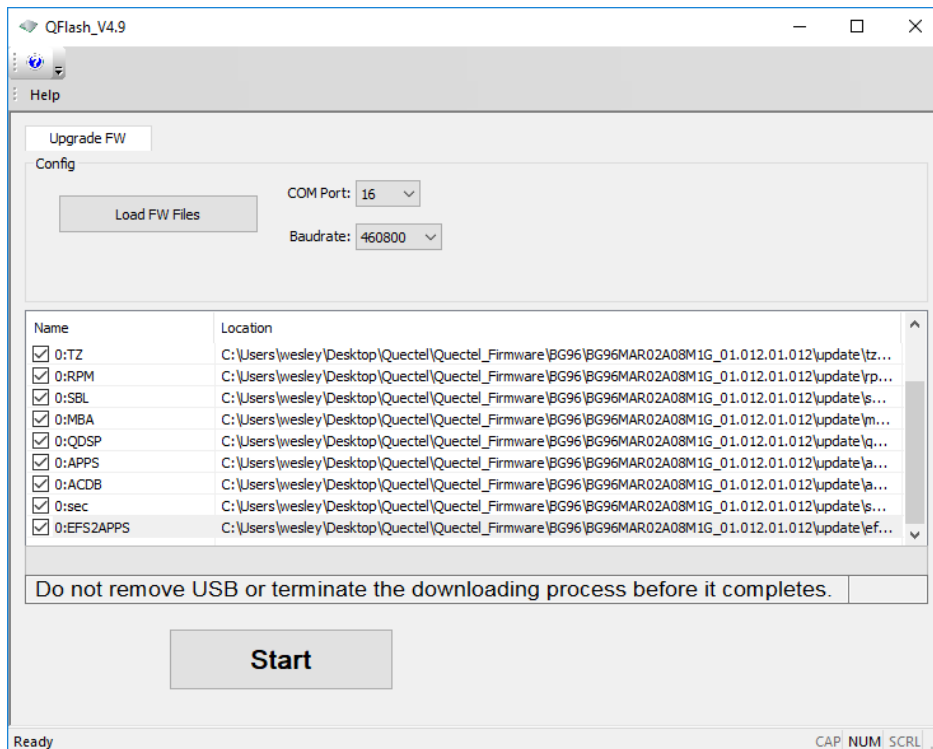 QFlash_V4.9
Help
Upgrade FW
Config
Load FW Files
COM Port: 16
Baudrate: 460800
Name Location
0:TZ C:\Users\wesley\Desktop\Quectel\Quectel_Firmware\BG96\BG96MAR02A08M1G_01.012.01.012\update\tz...
0:RPM C:\Users\wesley\Desktop\Quectel\Quectel_Firmware\BG96\BG96MAR02A08M1G_01.012.01.012\update\rp...
0:SBL C:\Users\wesley\Desktop\Quectel\Quectel_Firmware\BG96\BG96MAR02A08M1G_01.012.01.012\update\s...
0:MBA C:\Users\wesley\Desktop\Quectel\Quectel_Firmware\BG96\BG96MAR02A08M1G_01.012.01.012\update\m...
0:QDSP C:\Users\wesley\Desktop\Quectel\Quectel_Firmware\BG96\BG96MAR02A08M1G_01.012.01.012\update\q...
0:APPS C:\Users\wesley\Desktop\Quectel\Quectel_Firmware\BG96\BG96MAR02A08M1G_01.012.01.012\update\a...
0:ACDB C:\Users\wesley\Desktop\Quectel\Quectel_Firmware\BG96\BG96MAR02A08M1G_01.012.01.012\update\a...
0:sec C:\Users\wesley\Desktop\Quectel\Quectel_Firmware\BG96\BG96MAR02A08M1G_01.012.01.012\update\s...
0:EFS2APPS C:\Users\wesley\Desktop\Quectel\Quectel_Firmware\BG96\BG96MAR02A08M1G_01.012.01.012\update\ef...
Do not remove USB or terminate the downloading process before it completes.
Start
Ready CAP NUM SCRL